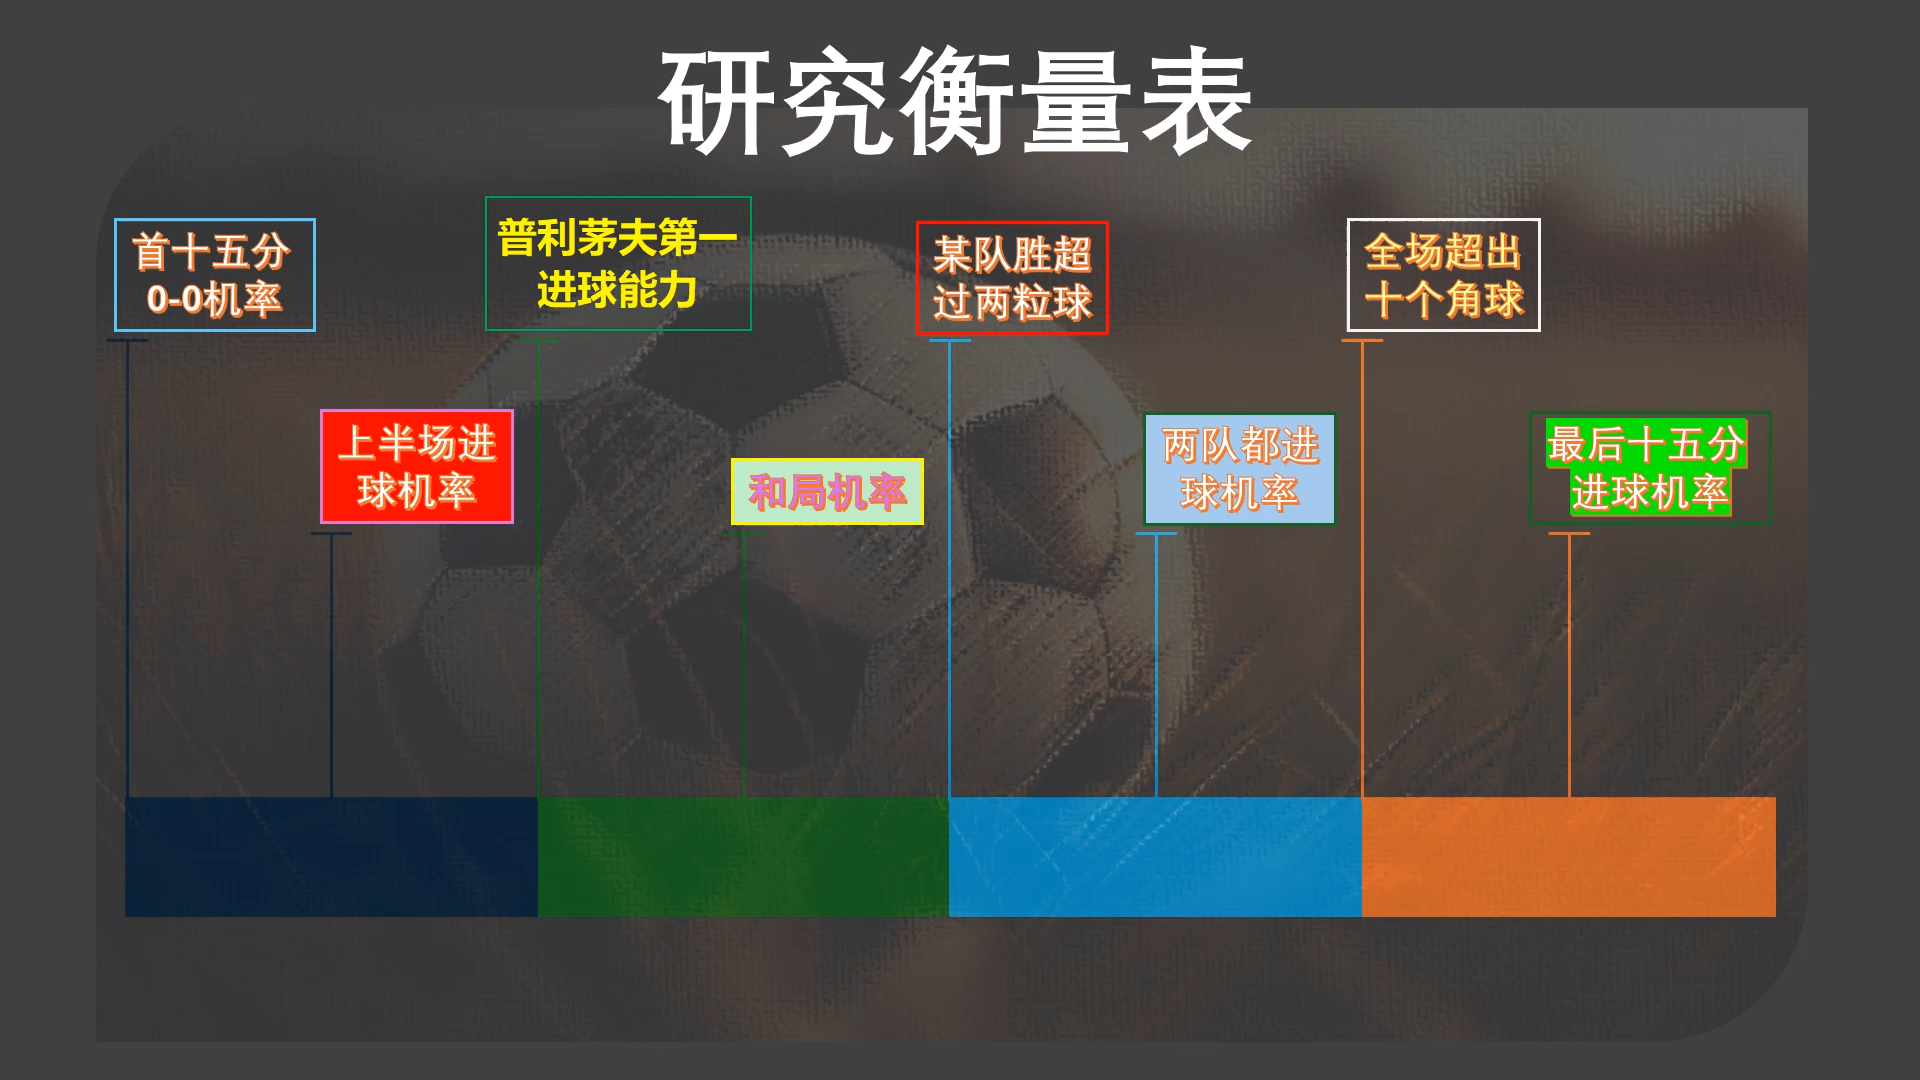 研究衡量表
首十五分
0-0机率
普利茅夫第一
进球能力
某队胜超
过两粒球
全场超出
十个角球
上半场进
球机率
和局机率
两队都进
球机率
最后十五分
进球机率